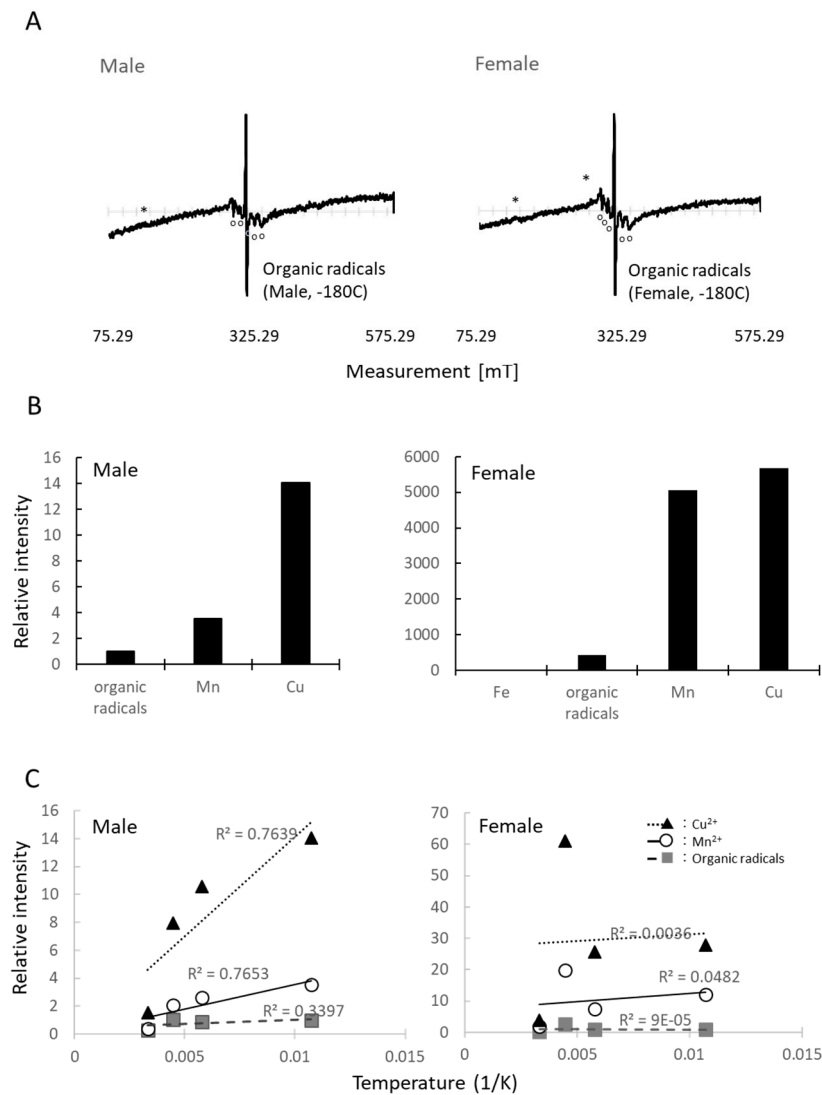 A
Male
Female
*
*
*
Organic radicals
(Male, -180C)
Organic radicals
(Female, -180C)
75.29
325.29
575.29
75.29
325.29
575.29
Measurement [mT]
B
Male
Relative intensity
16
14
12
10
8
6
4
2
0
organic
radicals
Mn
Cu
Female
6000
5000
4000
3000
2000
1000
0
Fe
organic
radicals
Mn
Cu
C
Male
Relative intensity
16
14
12
10
8
6
4
2
0
R² = 0.7639
R² = 0.7653
R² = 0.3397
0
0.005
0.01
0.015
Female
70
60
50
40
30
20
10
0
: Cu²⁺
: Mn²⁺
: Organic radicals
R² = 0.0036
R² = 0.0482
R² = 9E-05
0
0.005
0.01
0.015
Temperature (1/K)